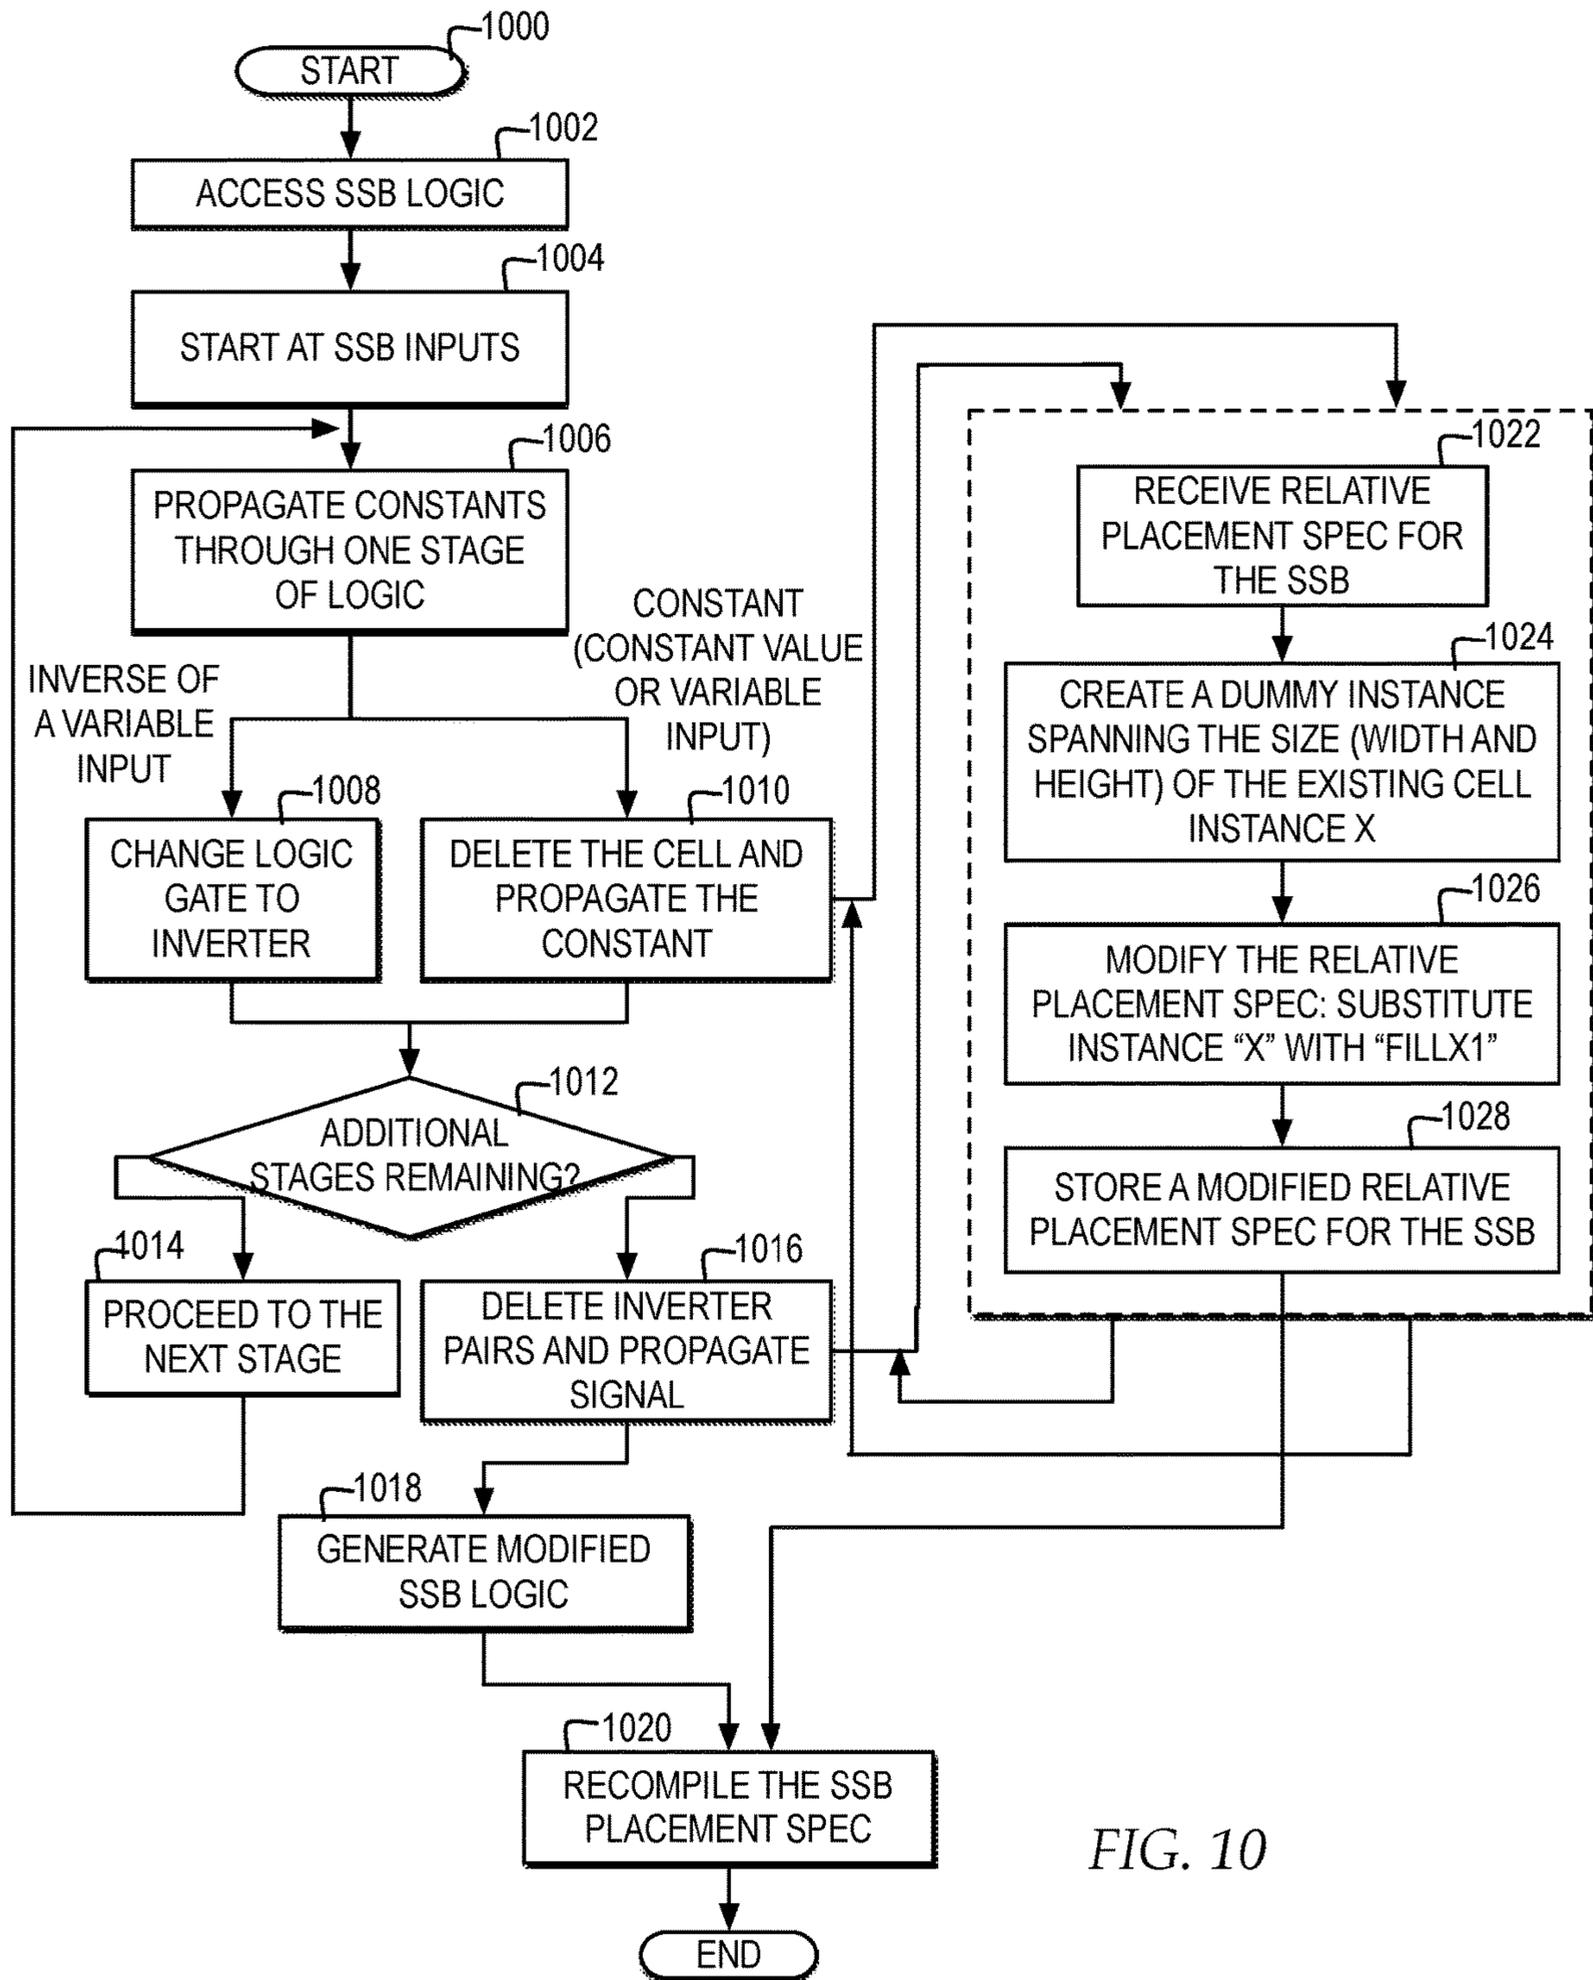 1000
START
1002
ACCESS SSB LOGIC
1004
START AT SSB INPUTS
1006
PROPAGATE CONSTANTS
THROUGH ONE STAGE
OF LOGIC
INVERSE OF
A VARIABLE
INPUT
CONSTANT
(CONSTANT VALUE
OR VARIABLE
INPUT)
1008
CHANGE LOGIC
GATE TO
INVERTER
1010
DELETE THE CELL AND
PROPAGATE THE
CONSTANT
1012
ADDITIONAL
STAGES REMAINING?
1014
PROCEED TO THE
NEXT STAGE
1016
DELETE INVERTER
PAIRS AND PROPAGATE
SIGNAL
1018
GENERATE MODIFIED
SSB LOGIC
1020
RECOMPILE THE SSB
PLACEMENT SPEC
END
1022
RECEIVE RELATIVE
PLACEMENT SPEC FOR
THE SSB
1024
CREATE A DUMMY INSTANCE
SPANNING THE SIZE (WIDTH AND
HEIGHT) OF THE EXISTING CELL
INSTANCE X
1026
MODIFY THE RELATIVE
PLACEMENT SPEC: SUBSTITUTE
INSTANCE “X” WITH “FILLX1”
1028
STORE A MODIFIED RELATIVE
PLACEMENT SPEC FOR THE SSB
FIG. 10